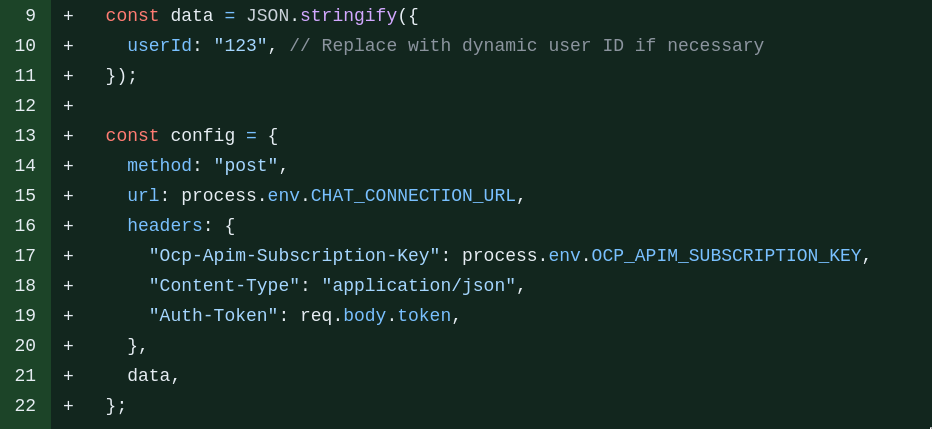 9 +   const data = JSON.stringify({
10 +     userId: "123", // Replace with dynamic user ID if necessary
11 +   });
12 +
13 +   const config = {
14 +     method: "post",
15 +     url: process.env.CHAT_CONNECTION_URL,
16 +     headers: {
17 +       "Ocp-Apim-Subscription-Key": process.env.OCP_APIM_SUBSCRIPTION_KEY,
18 +       "Content-Type": "application/json",
19 +       "Auth-Token": req.body.token,
20 +     },
21 +     data,
22 +   };